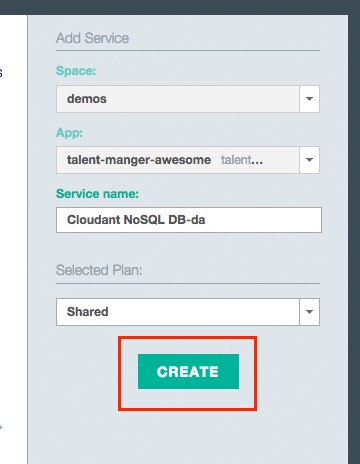 Add Service
Space:
demos
App:
talent-manger-awesome talent...
Service name:
Cloudant NoSQL DB-da
Selected Plan:
Shared
CREATE